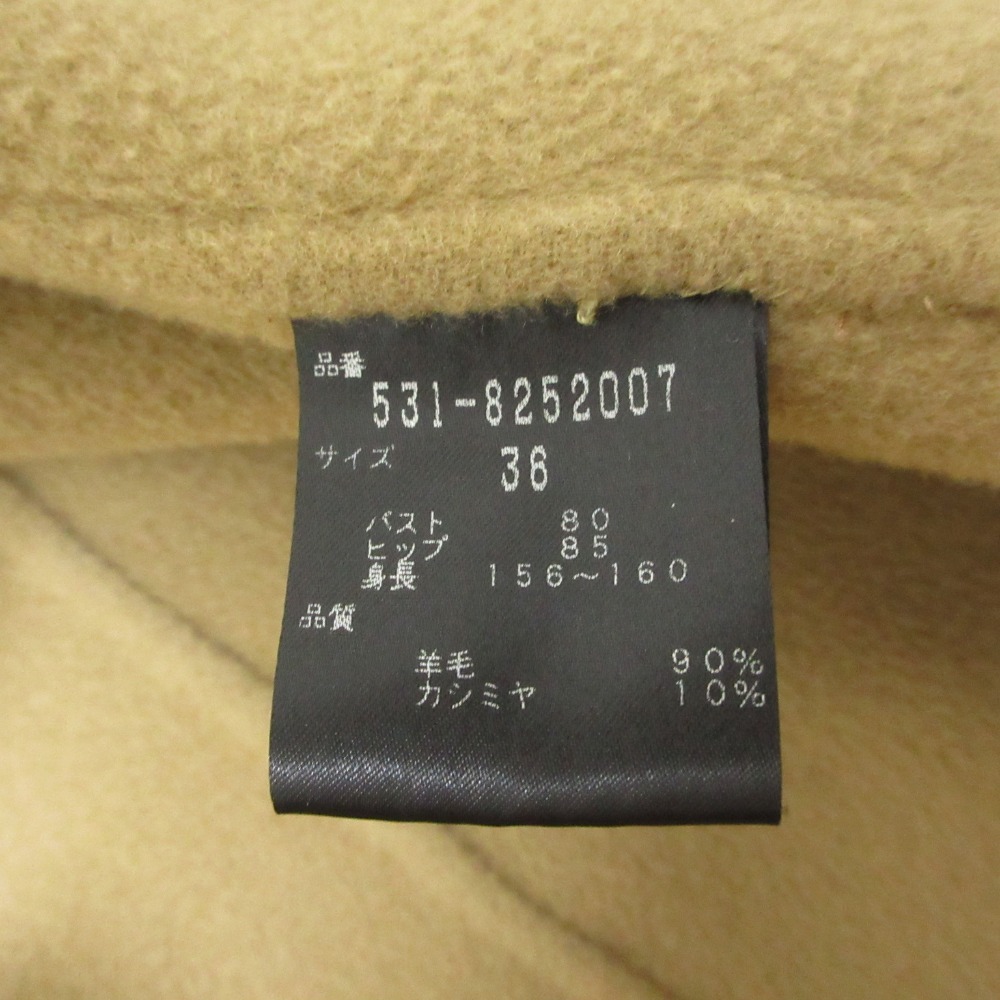 品番
531-8252007
サイズ 36
バスト 80
ヒップ 85
身長 156～160
品質
羊毛 90%
カシミヤ 10%